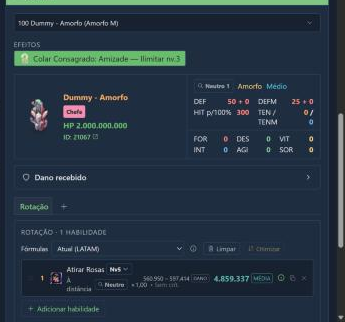 100 Dummy - Amorfo (Amorfo M)
EFEITOS
Colar Consagrado: Amizade — Ilimitar nv.3
Dummy - Amorfo
Chefe
HP 2.000.000.000
ID: 21067
Neutro 1 Amorfo Médio
DEF 50 + 0 DEFM 25 + 0
HIT p/100% 300 TEN / TENM 0 / 0
FOR 0 DES 0 VIT 0
INT 0 AGI 0 SOR 0
Dano recebido
Rotação +
ROTAÇÃO · 1 HABILIDADE
Fórmulas Atual (LATAM) Limpar Otimizar
1 Atirar Rosas Nv5
À distância Neutro ×1,00 • Sem crit. 560.950 – 597.414 DANO 4.859.337 MÉDIA
+ Adicionar habilidade